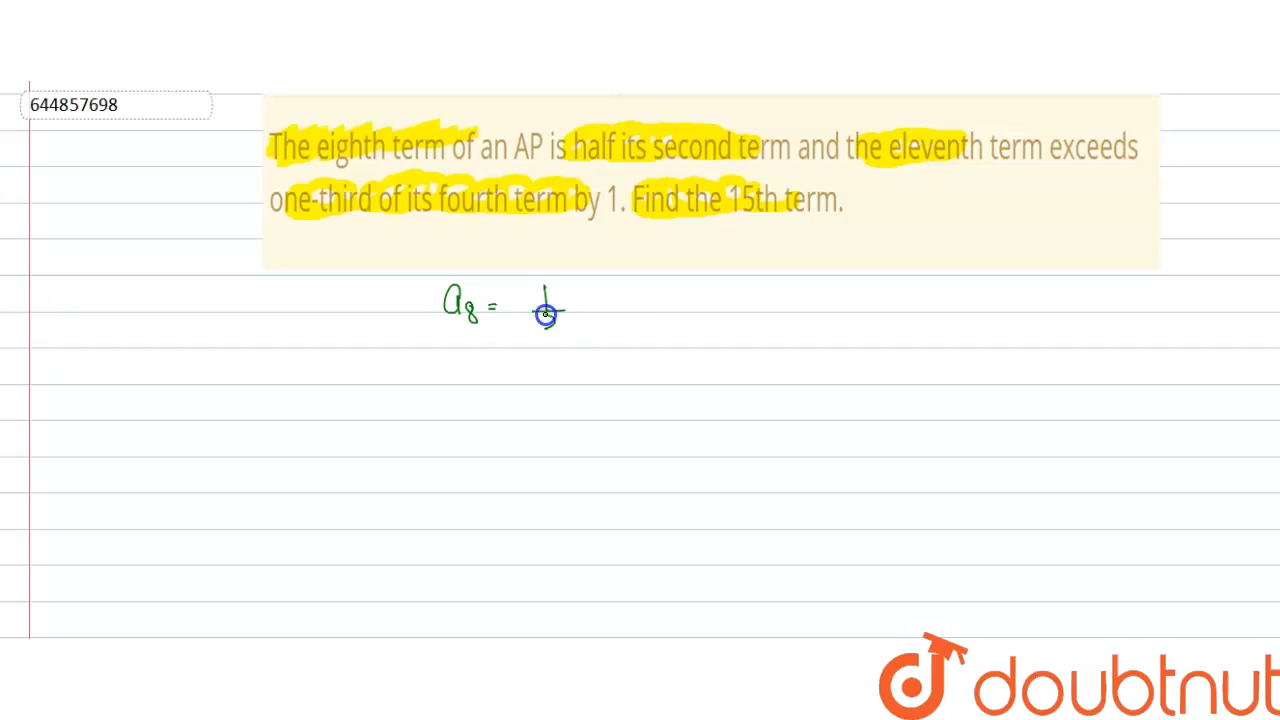 644857698
The eighth term of an AP is half its second term and the eleventh term exceeds
one-third of its fourth term by 1. Find the 15th term.
a₈ = 1
doubtnut